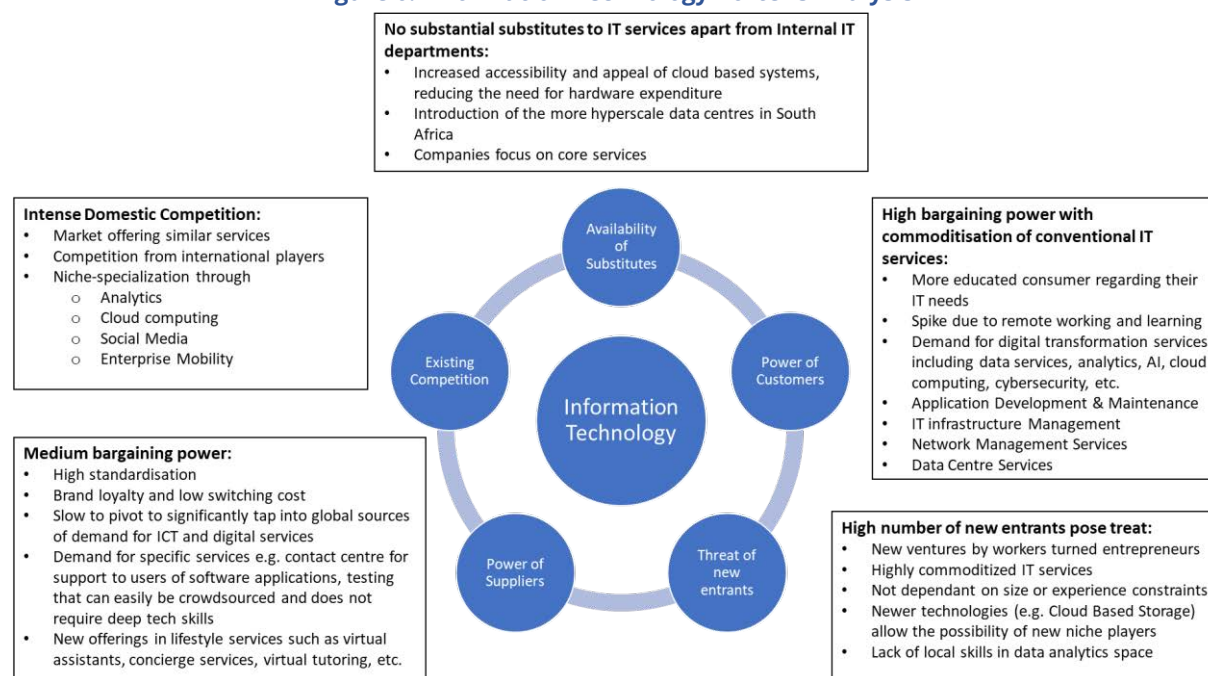 No substantial substitutes to IT services apart from Internal IT
departments:
• Increased accessibility and appeal of cloud based systems,
reducing the need for hardware expenditure
• Introduction of the more hyperscale data centres in South
Africa
• Companies focus on core services
Intense Domestic Competition:
• Market offering similar services
• Competition from international players
• Niche-specialization through
o Analytics
o Cloud computing
o Social Media
o Enterprise Mobility
High bargaining power with
commoditisation of conventional IT
services:
• More educated consumer regarding their
IT needs
• Spike due to remote working and learning
• Demand for digital transformation services
including data services, analytics, AI, cloud
computing, cybersecurity, etc.
• Application Development & Maintenance
• IT infrastructure Management
• Network Management Services
• Data Centre Services
Availability
of
Substitutes
Existing
Competition
Power of
Customers
Information
Technology
Power of
Suppliers
Threat of
new
entrants
Medium bargaining power:
• High standardisation
• Brand loyalty and low switching cost
• Slow to pivot to significantly tap into global sources
of demand for ICT and digital services
• Demand for specific services e.g. contact centre for
support to users of software applications, testing
that can easily be crowdsourced and does not
require deep tech skills
• New offerings in lifestyle services such as virtual
assistants, concierge services, virtual tutoring, etc.
High number of new entrants pose treat:
• New ventures by workers turned entrepreneurs
• Highly commoditized IT services
• Not dependant on size or experience constraints
• Newer technologies (e.g. Cloud Based Storage)
allow the possibility of new niche players
• Lack of local skills in data analytics space